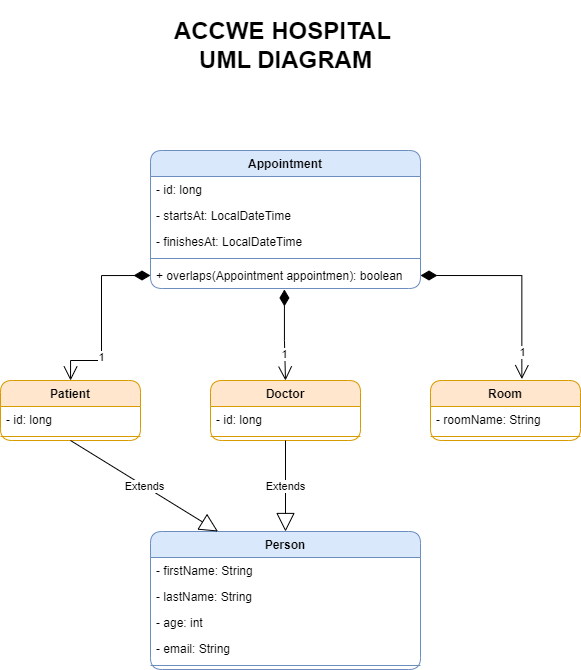 ACCWE HOSPITAL
UML DIAGRAM
Appointment
- id: long
- startsAt: LocalDateTime
- finishesAt: LocalDateTime
+ overlaps(Appointment appointmen): boolean
1
1
1
Patient
- id: long
Doctor
- id: long
Room
- roomName: String
Extends
Extends
Person
- firstName: String
- lastName: String
- age: int
- email: String